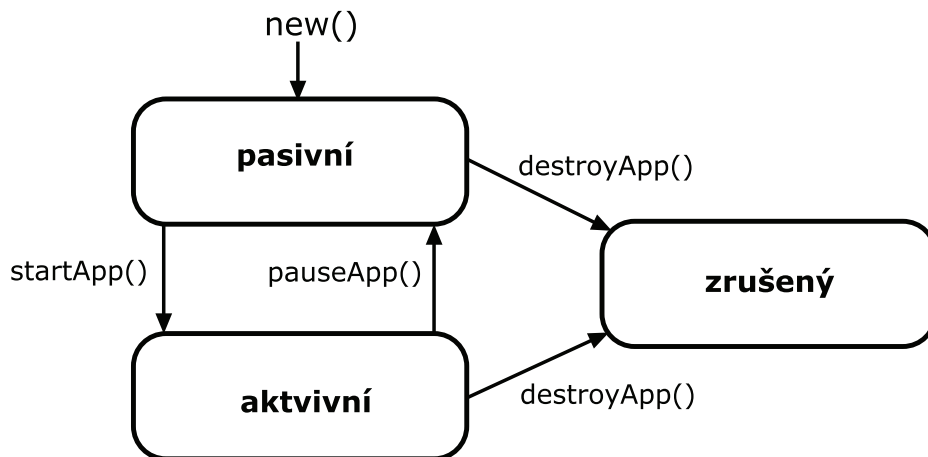 new()
pasivní
destroyApp()
startApp()
pauseApp()
zrušený
aktvivní
destroyApp()